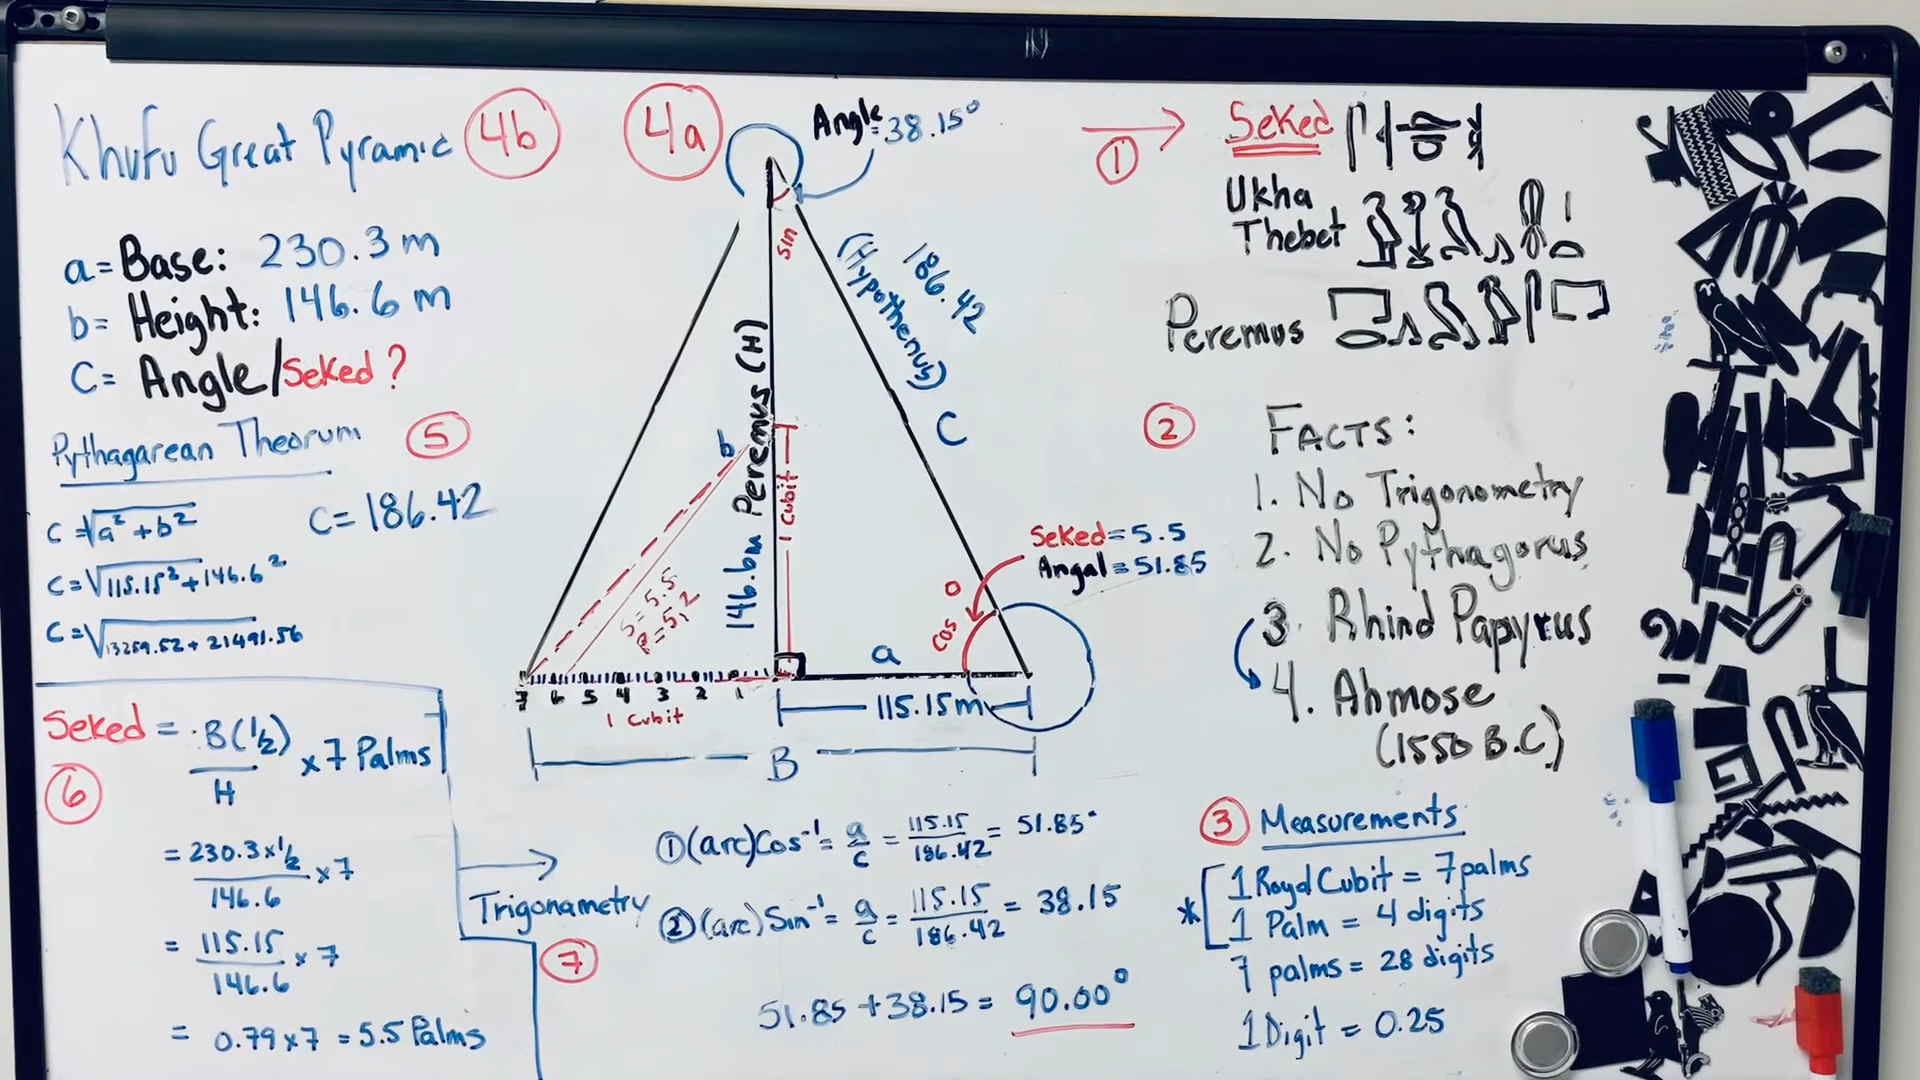 Khufu Great Pyramid
4b
a = Base: 230.3 m
b = Height: 146.6 m
C = Angle/Seked?
Pythagarean Theorum
5
C = √a² + b²
C = 186.42
C = √115.15² + 146.6²
C = √13259.52 + 21491.56
Seked = B(½)/H × 7 Palms
6
= 230.3 × ½/146.6 × 7
= 115.15/146.6 × 7
= 0.79 × 7 = 5.5 Palms
4a
Angle = 38.15°
sin
186.42
(Hypothenus)
C
b
Peremus (H)
146.6m
1 Cubit
S = 5.5
P = 5,2
Seked = 5.5
Angal = 51.85
cos
a
7 6 5 4 3 2 1
1 Cubit
115.15m
B
Trigonametry
7
① (arc)Cos⁻¹ = a/c = 115.15/186.42 = 51.85°
② (arc)Sin⁻¹ = a/c = 115.15/186.42 = 38.15
51.85 + 38.15 = 90.00°
1
Seked
Ukha
Thebet
Peremus
2
FACTS:
1. No Trigonometry
2. No Pythagorus
3. Rhind Papyrus
4. Ahmose
(1550 B.C)
3 Measurements
* 1 Royal Cubit = 7 palms
1 Palm = 4 digits
7 palms = 28 digits
1 Digit = 0.25